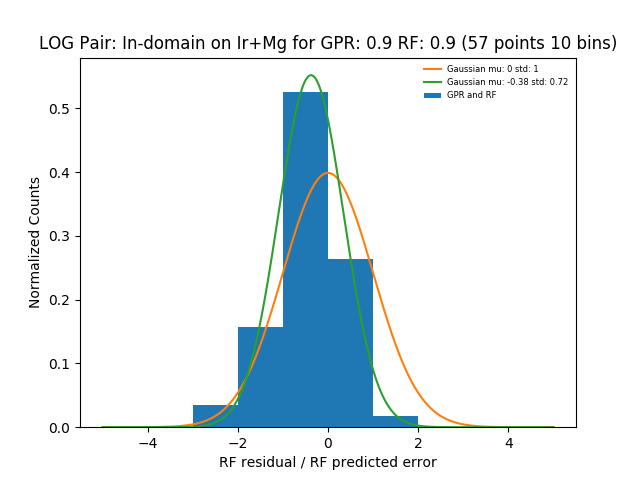 LOG Pair: In-domain on Ir+Mg for GPR: 0.9 RF: 0.9 (57 points 10 bins)
Gaussian mu: 0 std: 1
Gaussian mu: -0.38 std: 0.72
GPR and RF
Normalized Counts
0.5
0.4
0.3
0.2
0.1
0.0
−4 −2 0 2 4
RF residual / RF predicted error